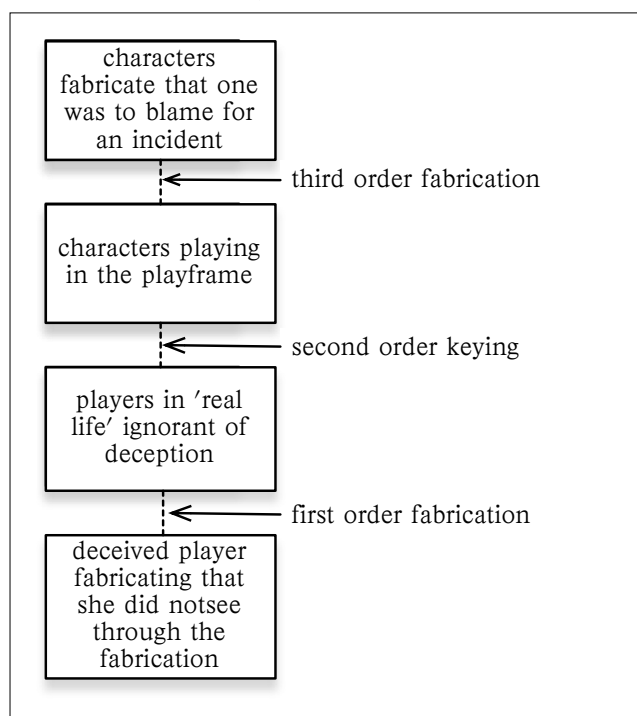 characters
fabricate that one
was to blame for
an incident
third order fabrication
characters playing
in the playframe
second order keying
players in 'real
life' ignorant of
deception
first order fabrication
deceived player
fabricating that
she did notsee
through the
fabrication